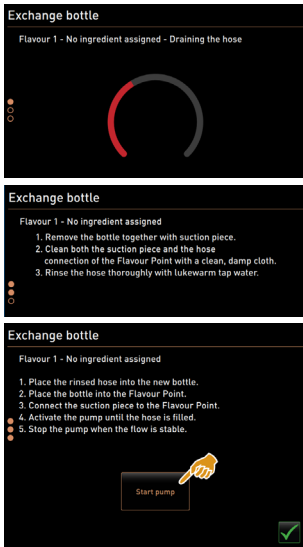 Exchange bottle
Flavour 1 - No ingredient assigned - Draining the hose
Exchange bottle
Flavour 1 - No ingredient assigned
1. Remove the bottle together with suction piece.
2. Clean both the suction piece and the hose
connection of the Flavour Point with a clean, damp cloth.
3. Rinse the hose thoroughly with lukewarm tap water.
Exchange bottle
Flavour 1 - No ingredient assigned
1. Place the rinsed hose into the new bottle.
2. Place the bottle into the Flavour Point.
3. Connect the suction piece to the Flavour Point.
4. Activate the pump until the hose is filled.
5. Stop the pump when the flow is stable.
Start pump